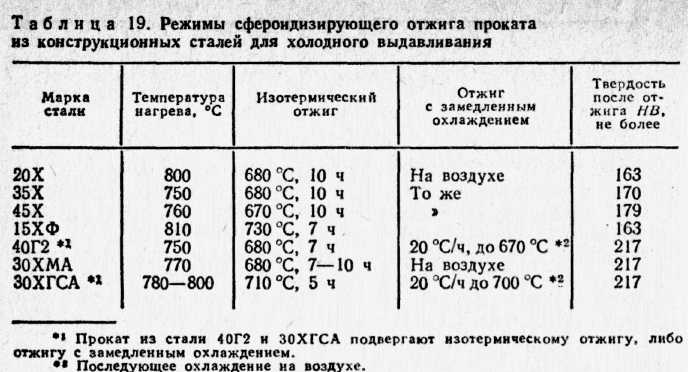 Таблица 19. Режимы сфероидизирующего отжига проката
из конструкционных сталей для холодного выдавливания
Марка стали | Температура нагрева, °С | Изотермический отжиг | Отжиг с замедленным охлаждением | Твердость после отжига НВ, не более
20Х | 800 | 680 °С, 10 ч | На воздухе | 163
35Х | 750 | 680 °С, 10 ч | То же | 170
45Х | 760 | 670 °С, 10 ч | » | 179
15ХФ | 810 | 730 °С, 7 ч | | 163
40Г2 *1 | 750 | 680 °С, 7 ч | 20 °С/ч, до 670 °С *2 | 217
30ХМА | 770 | 680 °С, 7—10 ч | На воздухе | 217
30ХГСА *1 | 780—800 | 710 °С, 5 ч | 20 °С/ч до 700 °С *2 | 217
*1 Прокат из стали 40Г2 и 30ХГСА подвергают изотермическому отжигу, либо
отжигу с замедленным охлаждением.
*2 Последующее охлаждение на воздухе.